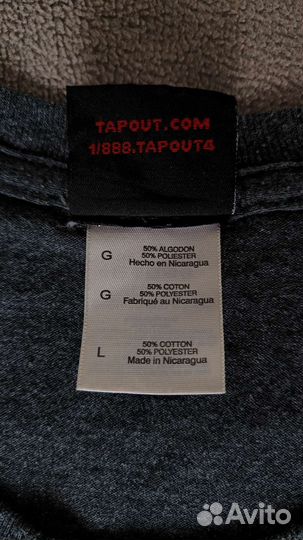 TAPOUT.COM
1/888.TAPOUT4
G
50% ALGODON
50% POLIESTER
Hecho en Nicaragua
G
50% COTON
50% POLYESTER
Fabriqué au Nicaragua
L
50% COTTON
50% POLYESTER
Made in Nicaragua
Avito